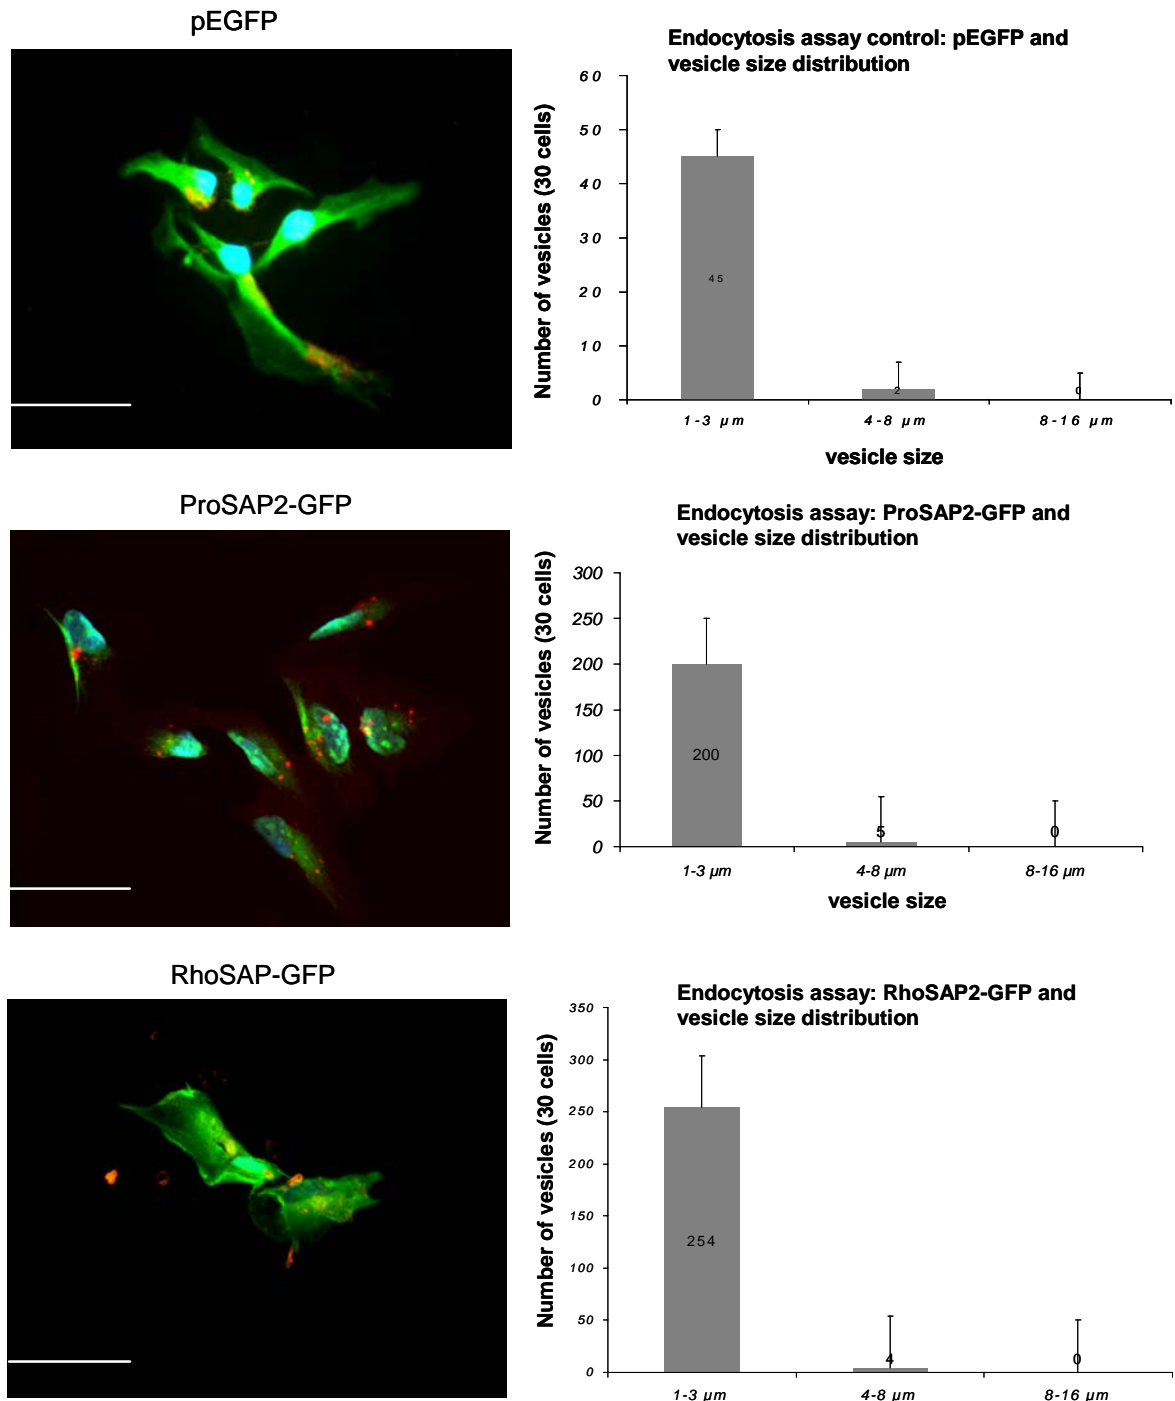 pEGFP
Endocytosis assay control: pEGFP and
vesicle size distribution
Number of vesicles (30 cells)
60
50
40
30
20
10
0
45
2
0
1-3 µm
4-8 µm
8-16 µm
vesicle size
ProSAP2-GFP
Endocytosis assay: ProSAP2-GFP and
vesicle size distribution
Number of vesicles (30 cells)
300
250
200
150
100
50
0
200
5
0
1-3 µm
4-8 µm
8-16 µm
vesicle size
RhoSAP-GFP
Endocytosis assay: RhoSAP2-GFP and
vesicle size distribution
Number of vesicles (30 cells)
350
300
250
200
150
100
50
0
254
4
0
1-3 µm
4-8 µm
8-16 µm